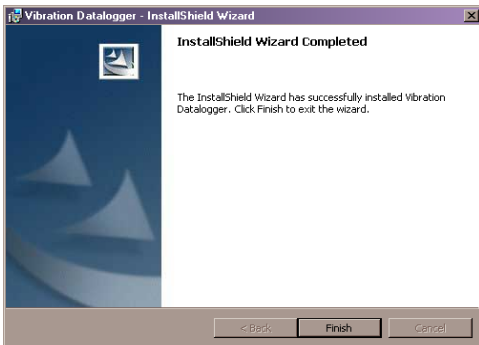 Vibration Datalogger - InstallShield Wizard
InstallShield Wizard Completed
The InstallShield Wizard has successfully installed Vibration
Datalogger. Click Finish to exit the wizard.
< Back
Finish
Cancel